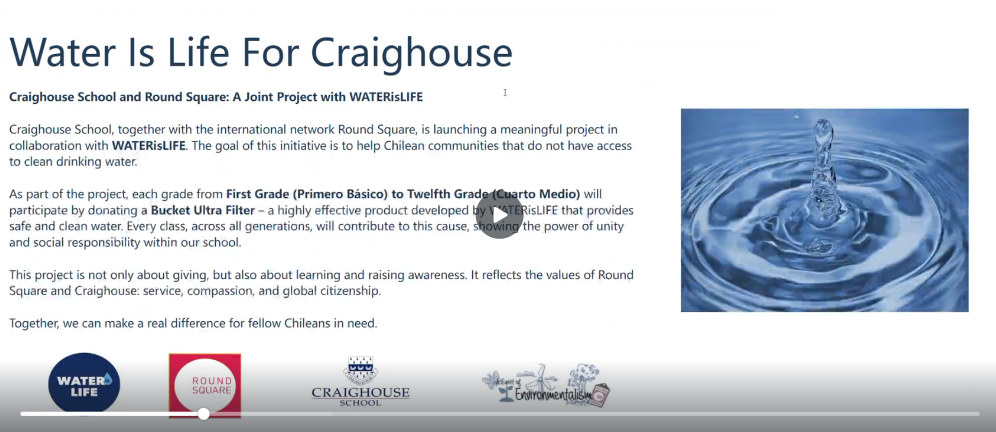 Water Is Life For Craighouse
Craighouse School and Round Square: A Joint Project with WATERisLIFE
Craighouse School, together with the international network Round Square, is launching a meaningful project in
collaboration with WATERisLIFE. The goal of this initiative is to help Chilean communities that do not have access
to clean drinking water.
As part of the project, each grade from First Grade (Primero Básico) to Twelfth Grade (Cuarto Medio) will
participate by donating a Bucket Ultra Filter – a highly effective product developed by WATERisLIFE that provides
safe and clean water. Every class, across all generations, will contribute to this cause, showing the power of unity
and social responsibility within our school.
This project is not only about giving, but also about learning and raising awareness. It reflects the values of Round
Square and Craighouse: service, compassion, and global citizenship.
Together, we can make a real difference for fellow Chileans in need.
WATER
LIFE
ROUND
SQUARE
CRAIGHOUSE
SCHOOL
A Spirit of
Environmentalism